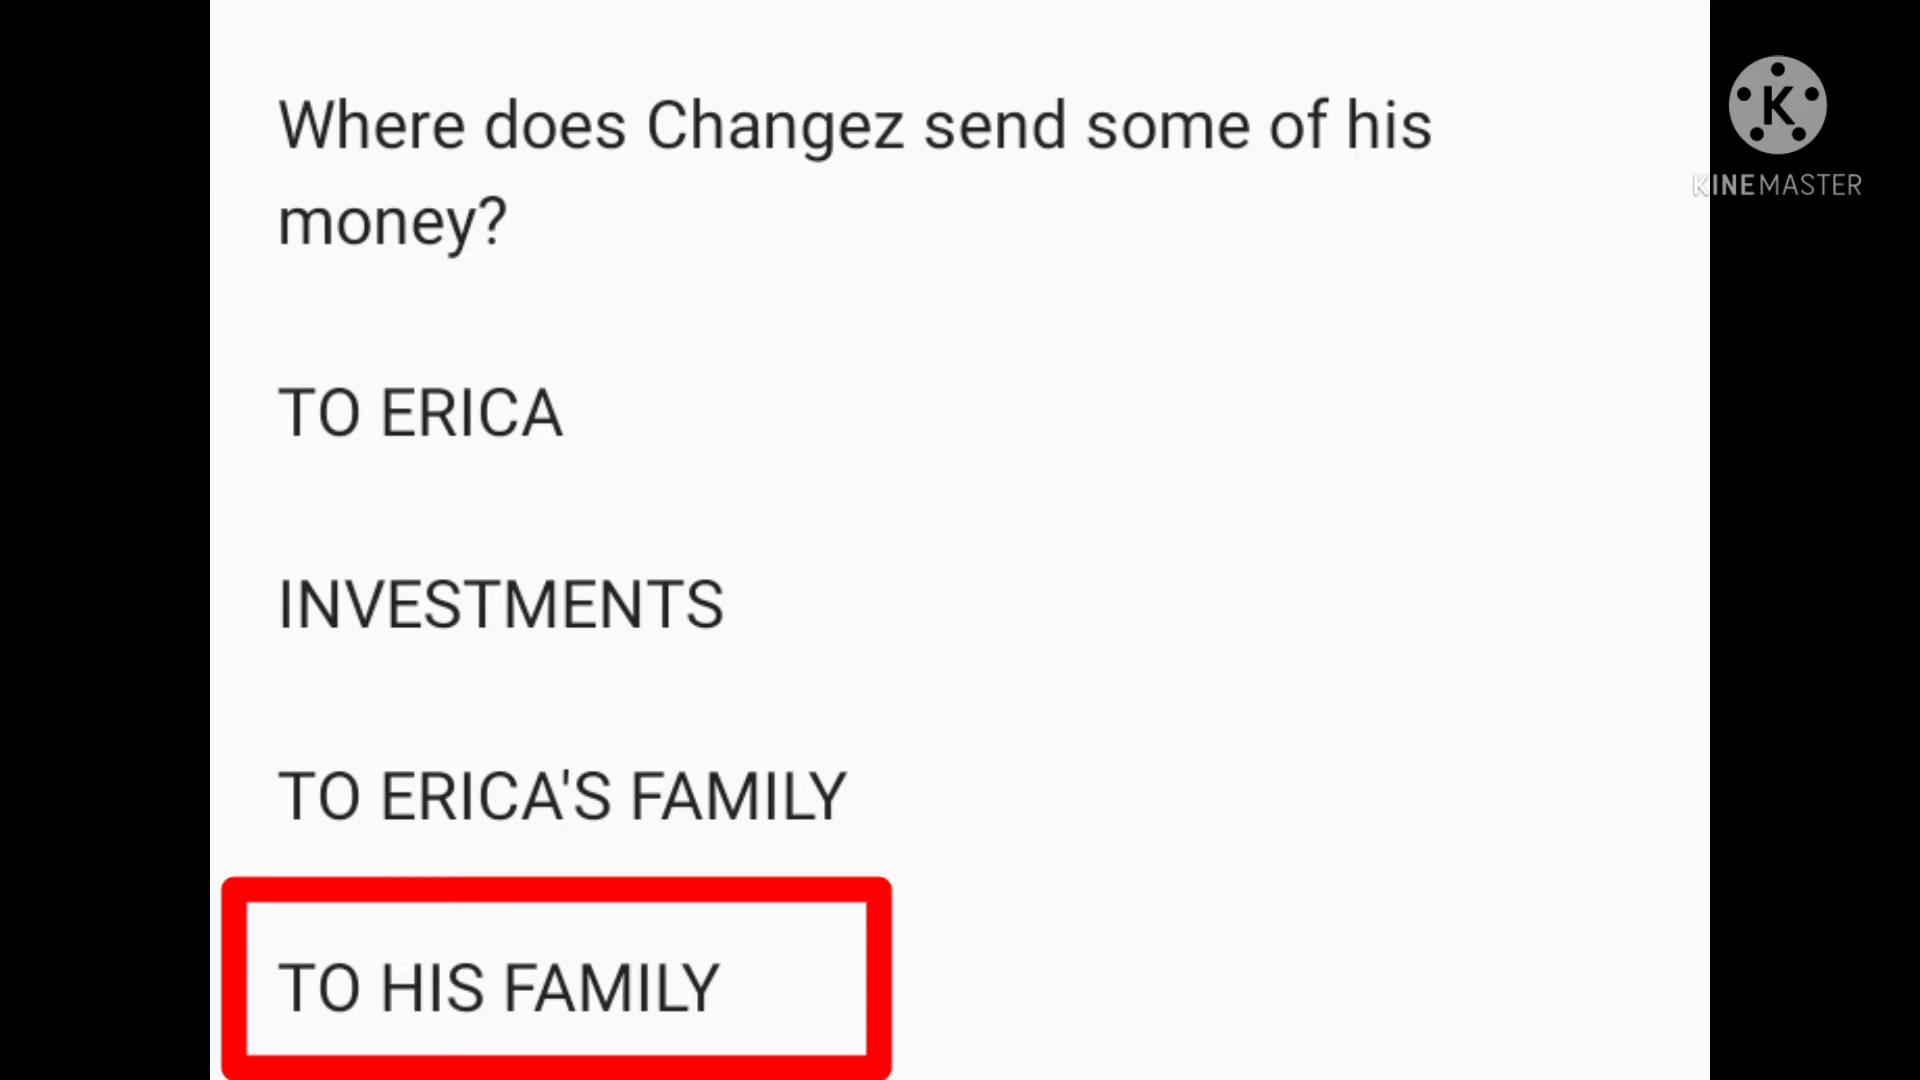 Where does Changez send some of his
money?
TO ERICA
INVESTMENTS
TO ERICA'S FAMILY
TO HIS FAMILY
K
KINEMASTER